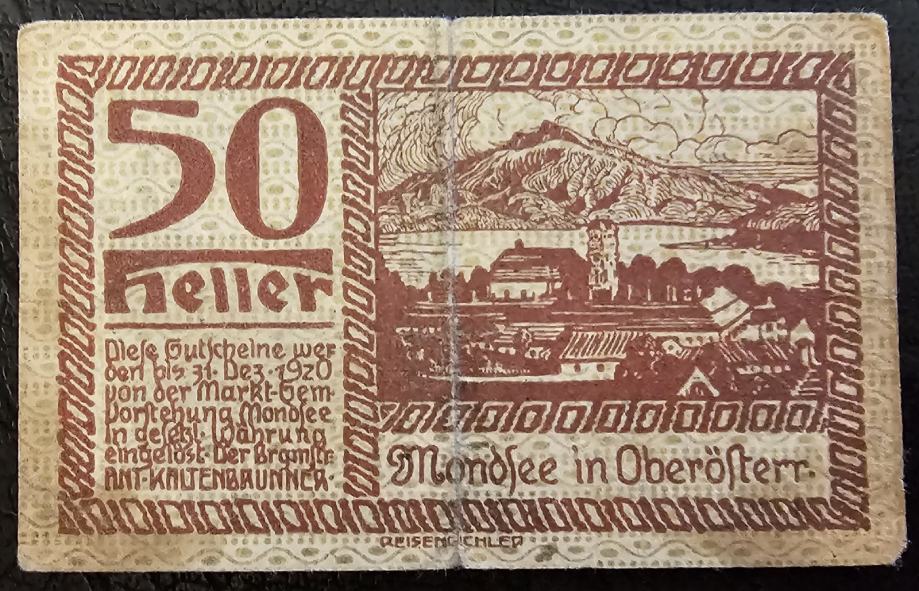 50
Heller
Diese Gutscheine wer
den bis 31. Dez. 1920
von der Markt-Gem-
Vorstehung Mondsee
in gesetzl. Währung
eingelöst. Der Brgmstr.
ANT. KALTENBRUNNER.
Mondsee in Oberösterr.
REISENBICHLER